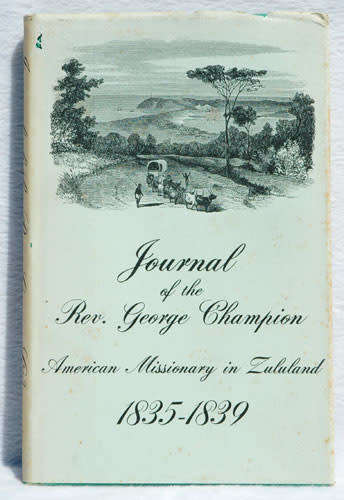 Journal
of the
Rev. George Champion
American Missionary in Zululand
1835-1839